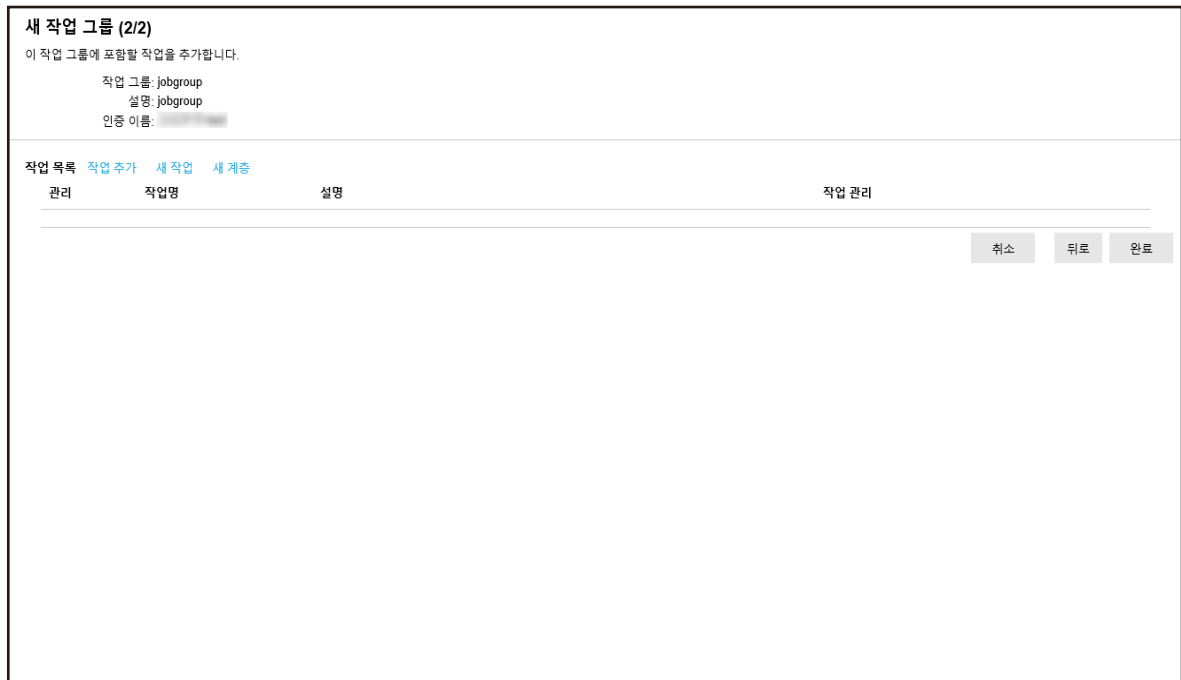 새 작업 그룹 (2/2)
이 작업 그룹에 포함할 작업을 추가합니다.
작업 그룹: jobgroup
설명: jobgroup
인증 이름:
작업 목록 작업 추가 새 작업 새 계층
관리 작업명 설명 작업 관리
취소 뒤로 완료